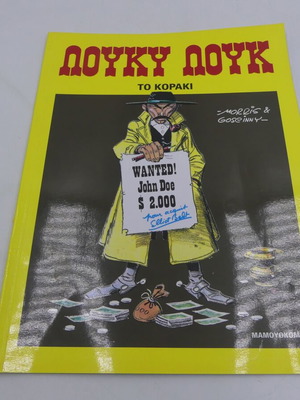 ΛΟΥΚΥ ΛΟΥΚ
ΤΟ ΚΟΡΑΚΙ
MORRIS &
GOSCINNY
WANTED!
John Doe
$ 2.000
ΜΑΜΟΥΘΚΟΜΙΞ